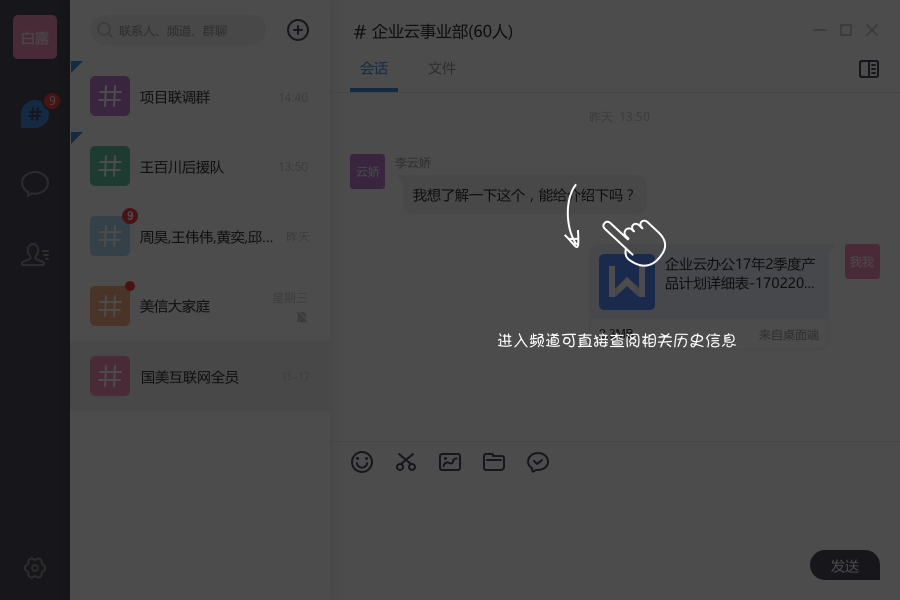 白露
9
联系人、频道、群聊
项目联调群
14:40
王百川后援队
13:50
9
周昊,王伟伟,黄奕,邱...
昨天
美信大家庭
星期三
国美互联网全员
11-17
# 企业云事业部(60人)
会话
文件
昨天 13:50
云娇
李云娇
我想了解一下这个，能给介绍下吗？
我我
企业云办公17年2季度产
品计划详细表-170220...
2.3MB
来自桌面端
进入频道可直接查阅相关历史信息
发送